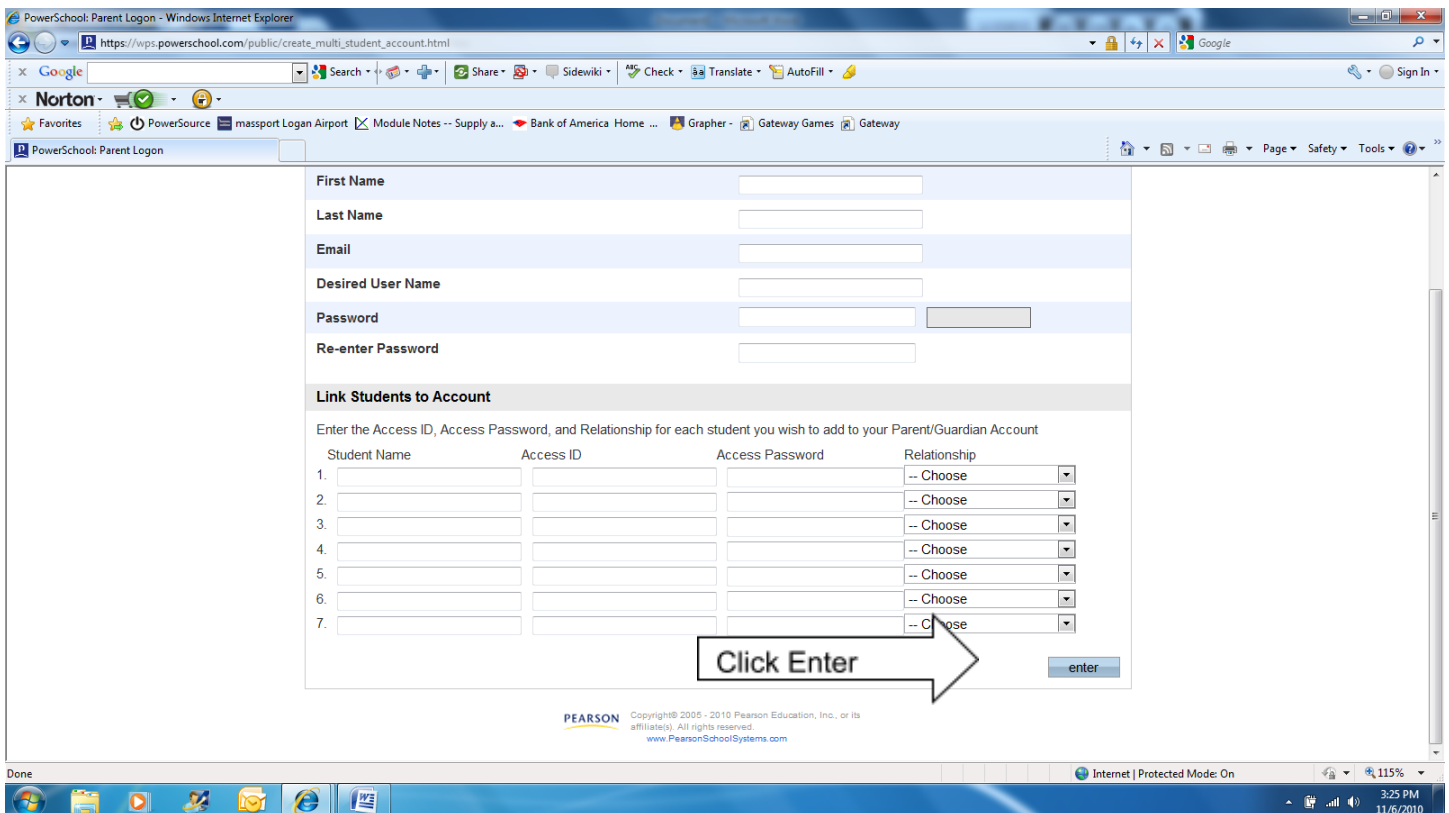 PowerSchool: Parent Logon - Windows Internet Explorer
https://wps.powerschool.com/public/create_multi_student_account.html
Google
x Google Search Share Sidewiki ABC Check aあ Translate AutoFill Sign In
x Norton
Favorites PowerSource massport Logan Airport Module Notes -- Supply a... Bank of America Home ... Grapher - Gateway Games Gateway
PowerSchool: Parent Logon Page Safety Tools
First Name
Last Name
Email
Desired User Name
Password
Re-enter Password
Link Students to Account
Enter the Access ID, Access Password, and Relationship for each student you wish to add to your Parent/Guardian Account
Student Name Access ID Access Password Relationship
1. -- Choose
2. -- Choose
3. -- Choose
4. -- Choose
5. -- Choose
6. -- Choose
7. -- Choose
Click Enter
enter
PEARSON
Copyright© 2005 - 2010 Pearson Education, Inc., or its
affiliate(s). All rights reserved.
www.PearsonSchoolSystems.com
Done Internet | Protected Mode: On 115%
3:25 PM
11/6/2010